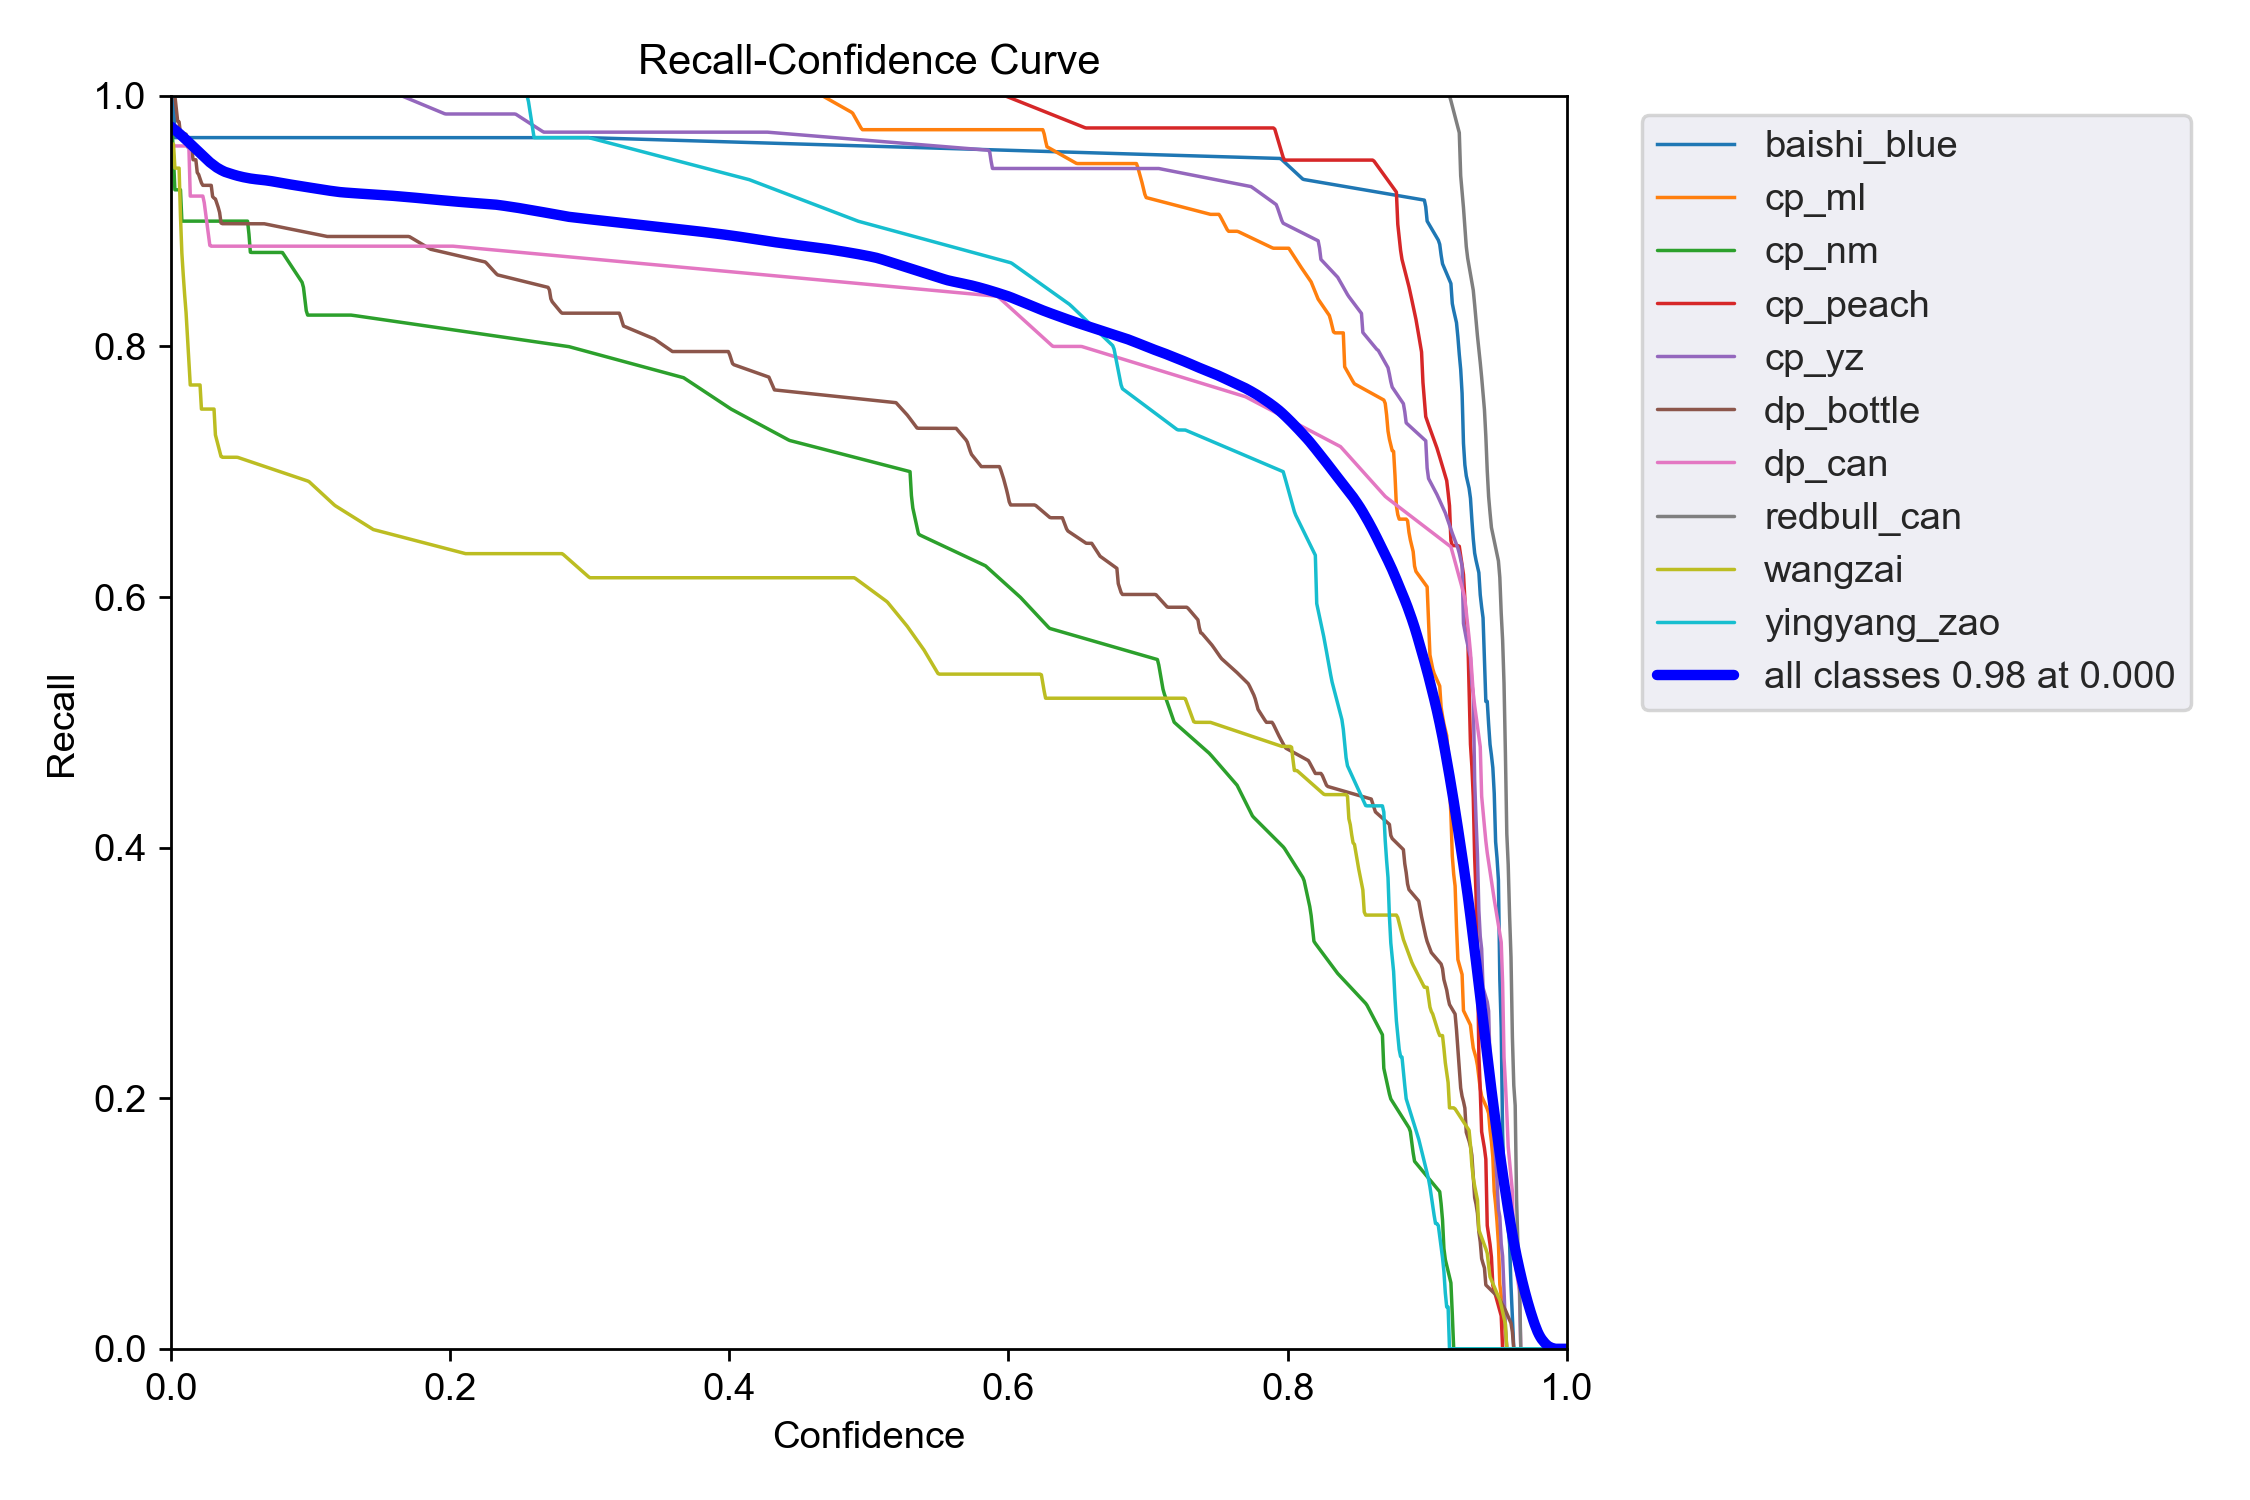 Recall-Confidence Curve
1.0
0.8
0.6
0.4
0.2
0.0
Recall
0.0 0.2 0.4 0.6 0.8 1.0
Confidence
baishi_blue
cp_ml
cp_nm
cp_peach
cp_yz
dp_bottle
dp_can
redbull_can
wangzai
yingyang_zao
all classes 0.98 at 0.000